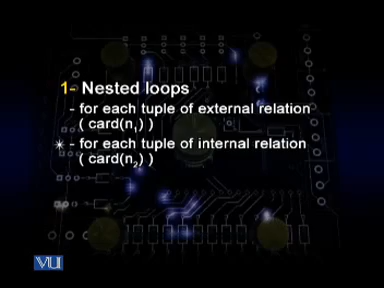 1- Nested loops
- for each tuple of external relation
( card(n₁) )
- for each tuple of internal relation
( card(n₂) )
VU